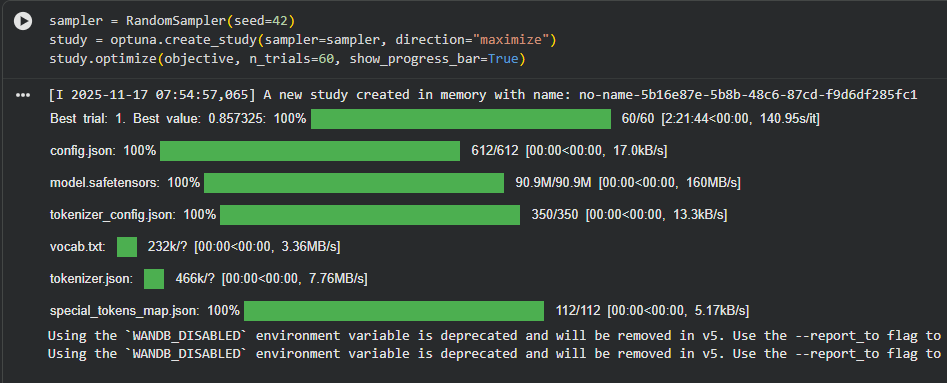 sampler = RandomSampler(seed=42)
study = optuna.create_study(sampler=sampler, direction="maximize")
study.optimize(objective, n_trials=60, show_progress_bar=True)
[I 2025-11-17 07:54:57,065] A new study created in memory with name: no-name-5b16e87e-5b8b-48c6-87cd-f9d6df285fc1
Best trial: 1. Best value: 0.857325: 100% 60/60 [2:21:44<00:00, 140.95s/it]
config.json: 100% 612/612 [00:00<00:00, 17.0kB/s]
model.safetensors: 100% 90.9M/90.9M [00:00<00:00, 160MB/s]
tokenizer_config.json: 100% 350/350 [00:00<00:00, 13.3kB/s]
vocab.txt: 232k/? [00:00<00:00, 3.36MB/s]
tokenizer.json: 466k/? [00:00<00:00, 7.76MB/s]
special_tokens_map.json: 100% 112/112 [00:00<00:00, 5.17kB/s]
Using the `WANDB_DISABLED` environment variable is deprecated and will be removed in v5. Use the --report_to flag to
Using the `WANDB_DISABLED` environment variable is deprecated and will be removed in v5. Use the --report_to flag to